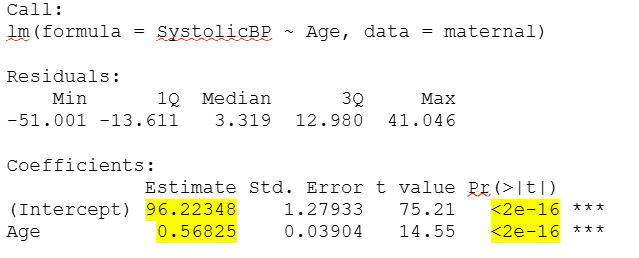 Call:
lm(formula = SystolicBP ~ Age, data = maternal)
Residuals:
Min 1Q Median 3Q Max
-51.001 -13.611 3.319 12.980 41.046
Coefficients:
Estimate Std. Error t value Pr(>|t|)
(Intercept) 96.22348 1.27933 75.21 <2e-16 ***
Age 0.56825 0.03904 14.55 <2e-16 ***